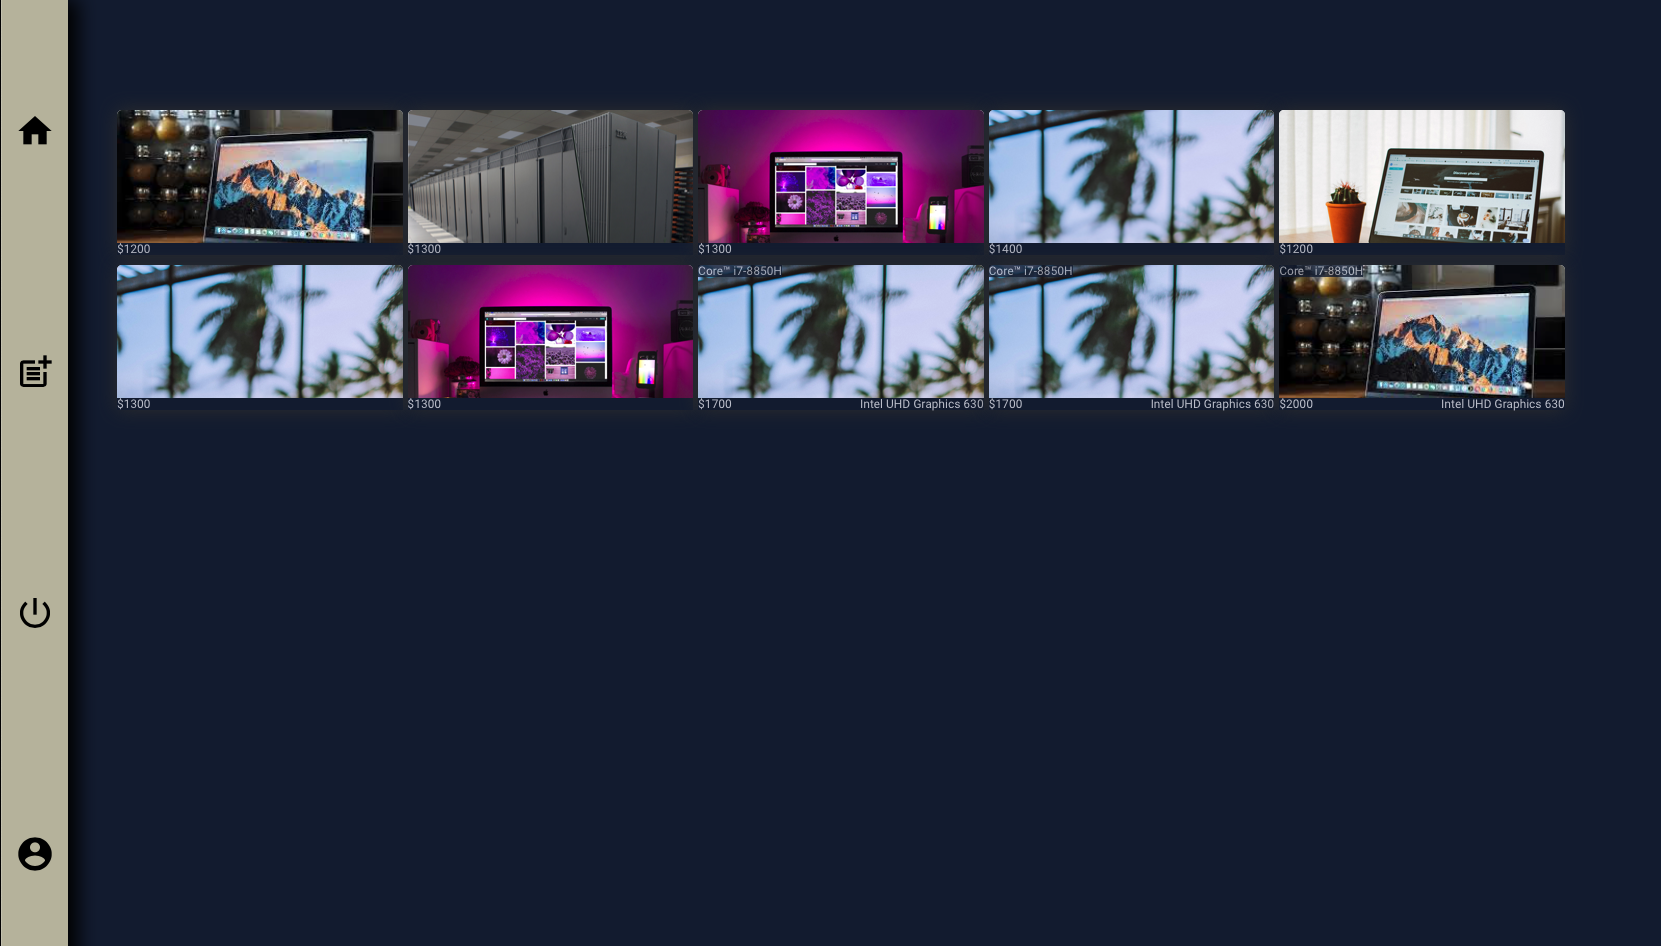 $1200
$1300
$1300
$1400
$1200
Core™ i7-8850H
Core™ i7-8850H
Core™ i7-8850H
$1300
$1300
$1700 Intel UHD Graphics 630
$1700 Intel UHD Graphics 630
$2000 Intel UHD Graphics 630